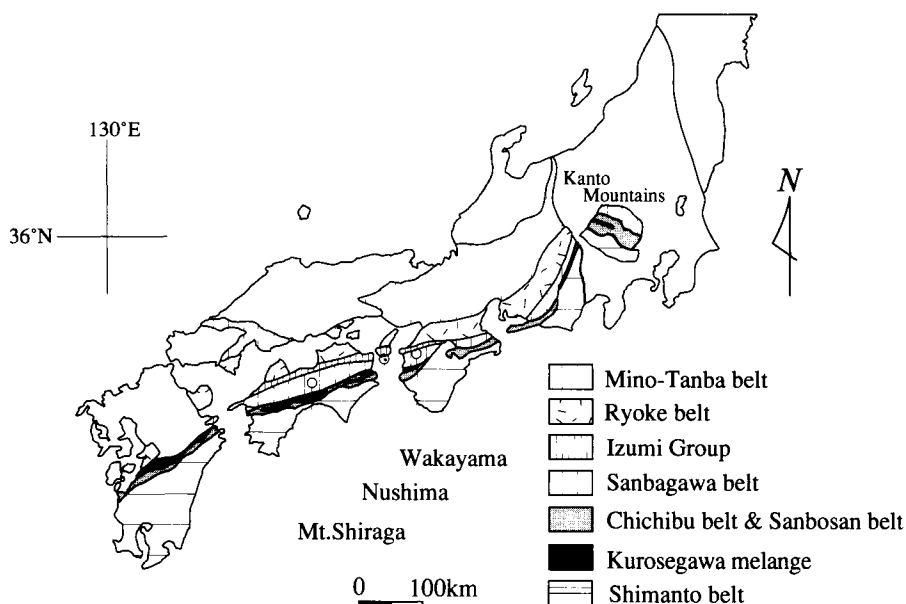 130°E
Kanto
Mountains
N
36°N
Wakayama
Nushima
Mt.Shiraga
0 100km
Mino-Tanba belt
Ryoke belt
Izumi Group
Sanbagawa belt
Chichibu belt & Sanbosan belt
Kurosegawa melange
Shimanto belt